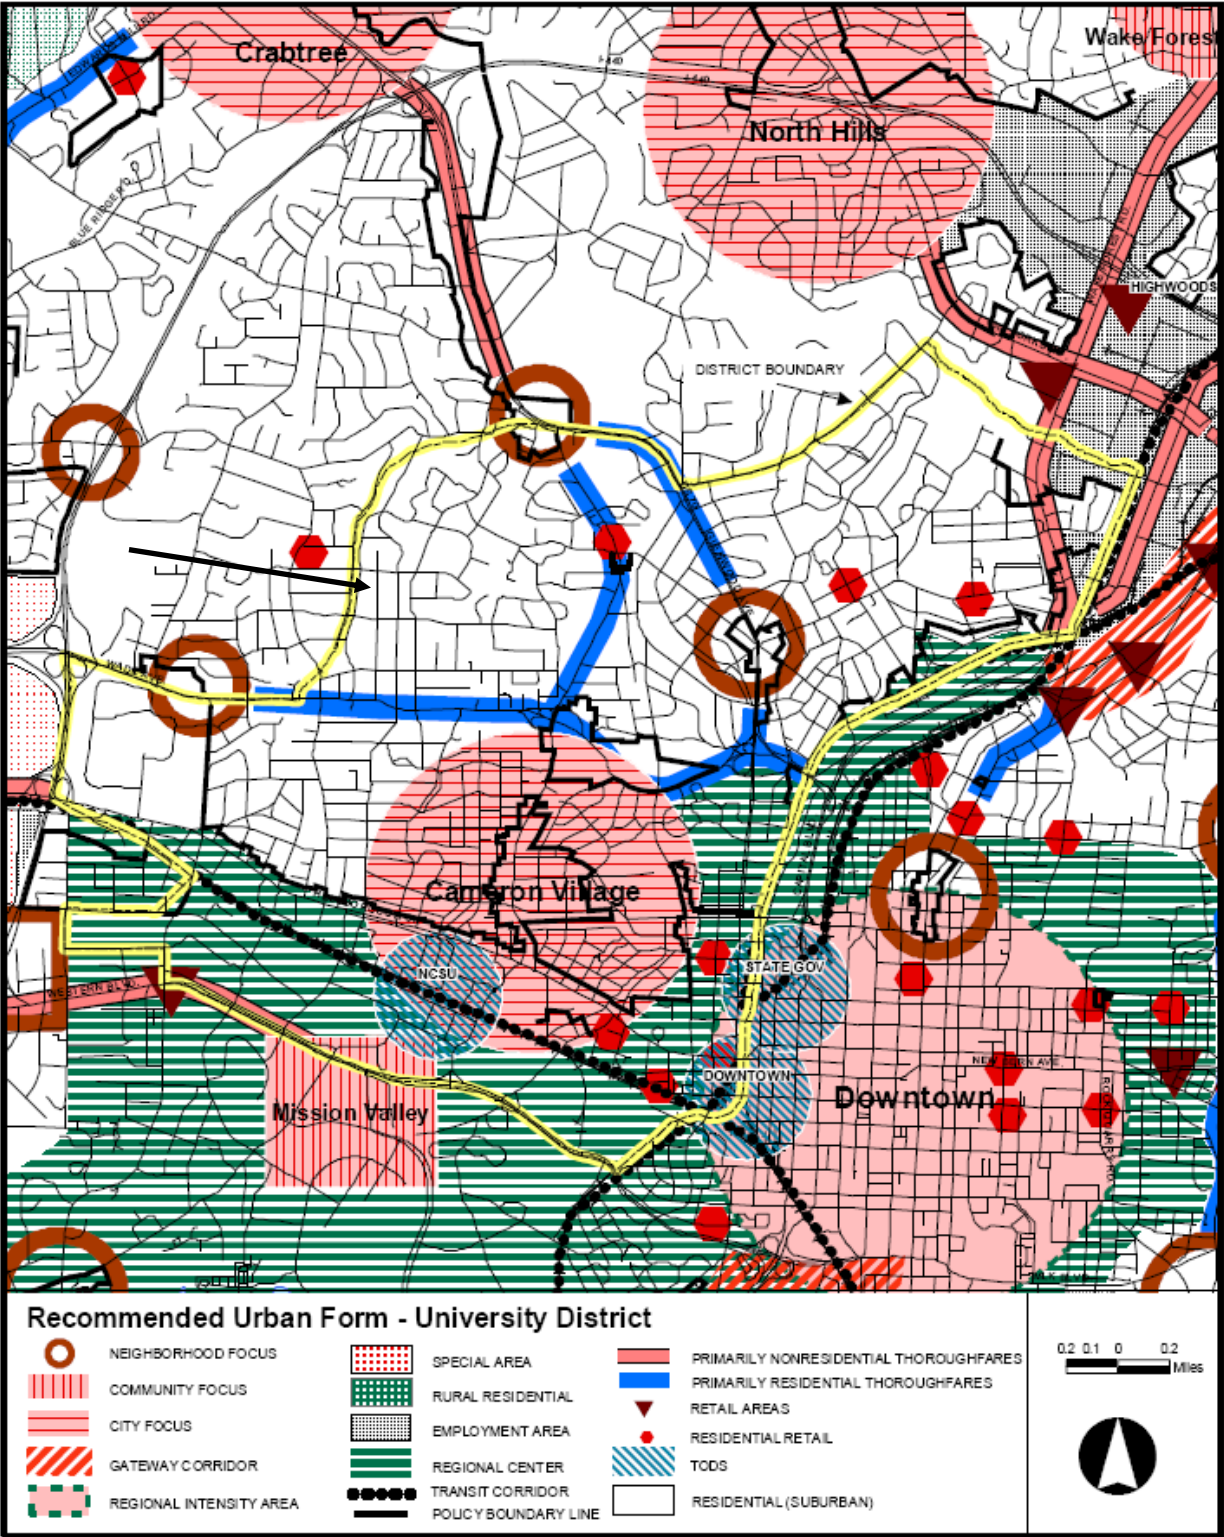 Crabtree
Wake Forest
I-440
I-440
North Hills
BLUE RIDGE RD
HIGHWOODS
DISTRICT BOUNDARY
Cameron Village
NCSU
STATE GOV
WESTERN BLVD.
DOWNTOWN
NEW BERN AVE.
Mission Valley
Downtown
Recommended Urban Form - University District
NEIGHBORHOOD FOCUS
COMMUNITY FOCUS
CITY FOCUS
GATEWAY CORRIDOR
REGIONAL INTENSITY AREA
SPECIAL AREA
RURAL RESIDENTIAL
EMPLOYMENT AREA
REGIONAL CENTER
TRANSIT CORRIDOR
POLICY BOUNDARY LINE
PRIMARILY NONRESIDENTIAL THOROUGHFARES
PRIMARILY RESIDENTIAL THOROUGHFARES
RETAIL AREAS
RESIDENTIAL RETAIL
TODS
RESIDENTIAL (SUBURBAN)
0.2 0.1 0 0.2
Miles